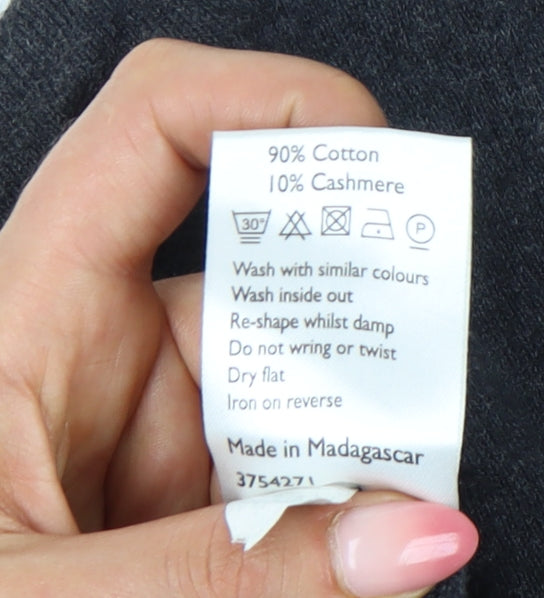 90% Cotton
10% Cashmere
30° P
Wash with similar colours
Wash inside out
Re-shape whilst damp
Do not wring or twist
Dry flat
Iron on reverse
Made in Madagascar
3754271